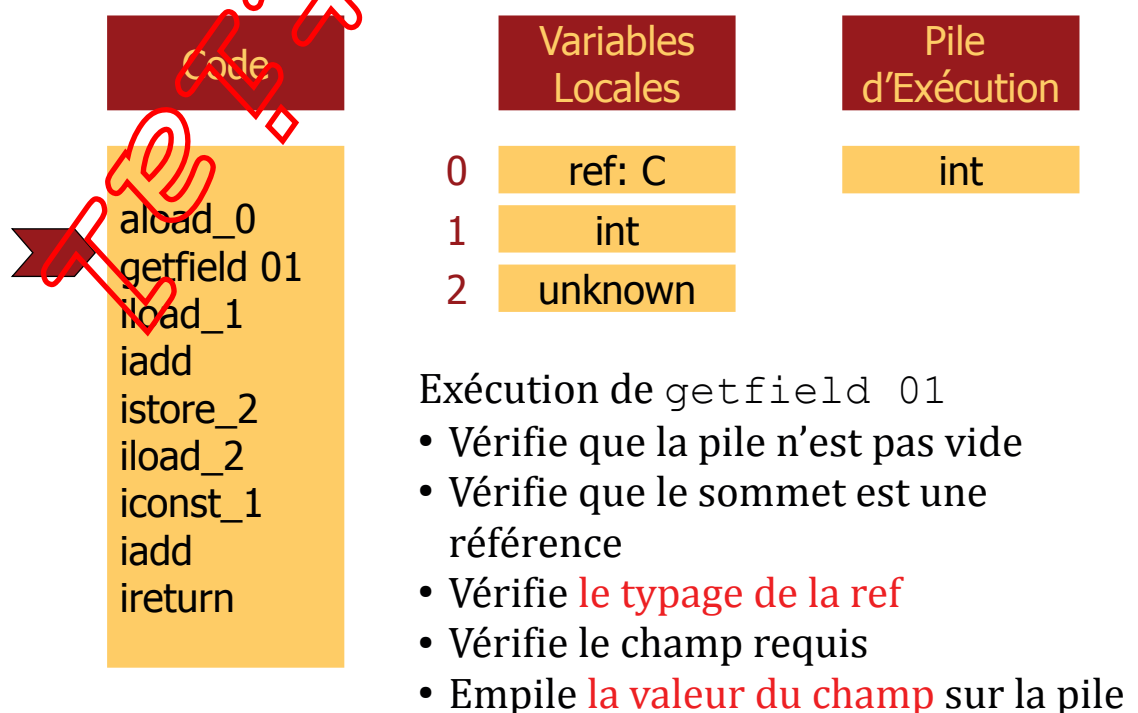 Code
Variables
Locales
Pile
d’Exécution
aload_0
getfield 01
iload_1
iadd
istore_2
iload_2
iconst_1
iadd
ireturn
0 ref: C
1 int
2 unknown
int
Exécution de getfield 01
• Vérifie que la pile n’est pas vide
• Vérifie que le sommet est une
référence
• Vérifie le typage de la ref
• Vérifie le champ requis
• Empile la valeur du champ sur la pile